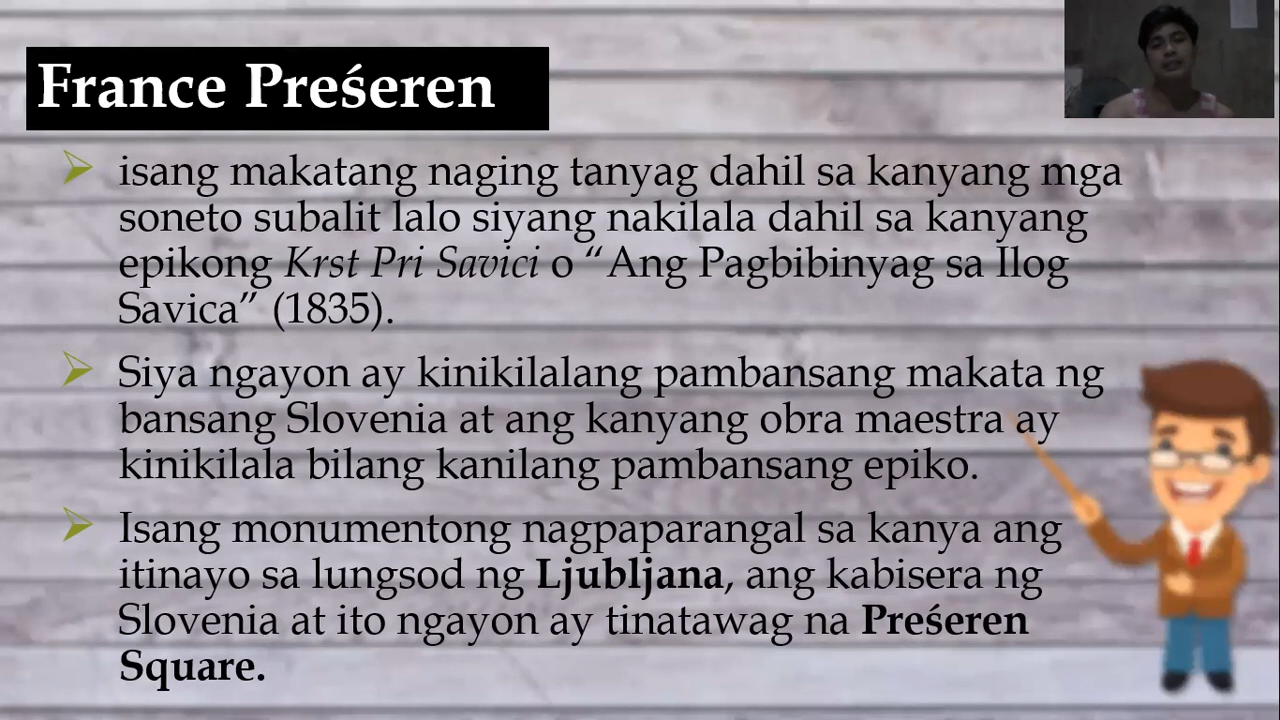 France Preśeren
isang makatang naging tanyag dahil sa kanyang mga
soneto subalit lalo siyang nakilala dahil sa kanyang
epikong Krst Pri Savici o “Ang Pagbibinyag sa Ilog
Savica” (1835).
Siya ngayon ay kinikilalang pambansang makata ng
bansang Slovenia at ang kanyang obra maestra ay
kinikilala bilang kanilang pambansang epiko.
Isang monumentong nagpaparangal sa kanya ang
itinayo sa lungsod ng Ljubljana, ang kabisera ng
Slovenia at ito ngayon ay tinatawag na Preśeren
Square.